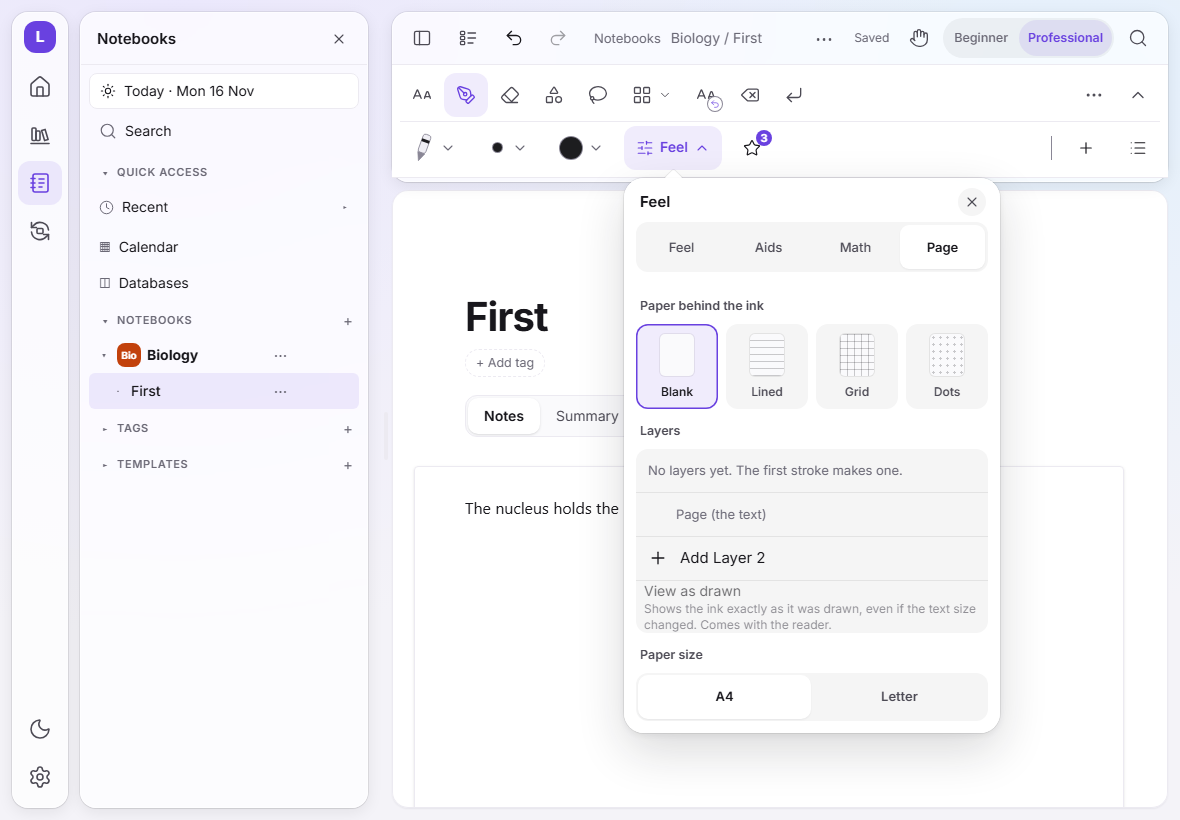 L
Notebooks
Today · Mon 16 Nov
Search
QUICK ACCESS
Recent
Calendar
Databases
NOTEBOOKS
Bio Biology
First
TAGS
TEMPLATES
Notebooks Biology / First
Saved
Beginner Professional
AA
AA
Feel
3
First
+ Add tag
Notes Summary
The nucleus holds the
Feel
Feel Aids Math Page
Paper behind the ink
Blank Lined Grid Dots
Layers
No layers yet. The first stroke makes one.
Page (the text)
Add Layer 2
View as drawn
Shows the ink exactly as it was drawn, even if the text size
changed. Comes with the reader.
Paper size
A4 Letter